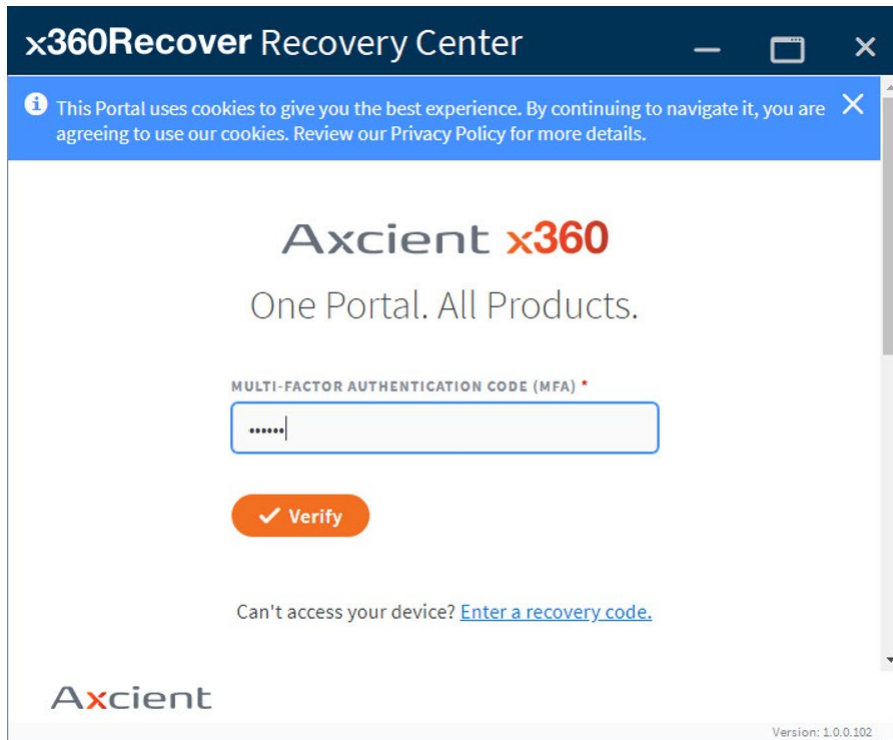 x360Recover Recovery Center
This Portal uses cookies to give you the best experience. By continuing to navigate it, you are
agreeing to use our cookies. Review our Privacy Policy for more details.
Axcient x360
One Portal. All Products.
MULTI-FACTOR AUTHENTICATION CODE (MFA) *
••••••
Verify
Can't access your device? Enter a recovery code.
Axcient
Version: 1.0.0.102